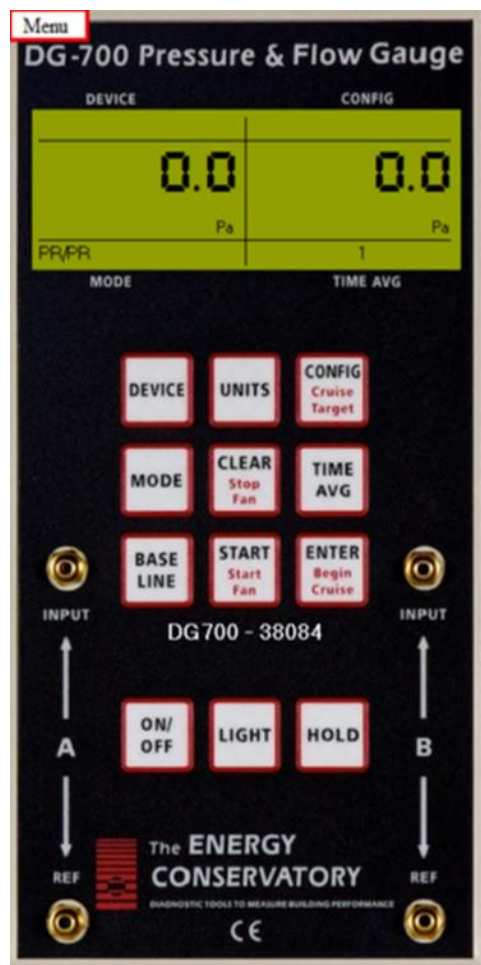 Menu
DG-700 Pressure & Flow Gauge
DEVICE CONFIG
0.0 0.0
Pa Pa
PR/PR 1
MODE TIME AVG
DEVICE UNITS CONFIG
Cruise
Target
MODE CLEAR
Stop
Fan
TIME
AVG
BASE
LINE
START
Start
Fan
ENTER
Begin
Cruise
INPUT INPUT
DG700 - 38084
ON/
OFF
LIGHT HOLD
A B
The ENERGY
CONSERVATORY
DIAGNOSTIC TOOLS TO MEASURE BUILDING PERFORMANCE
REF REF
CE